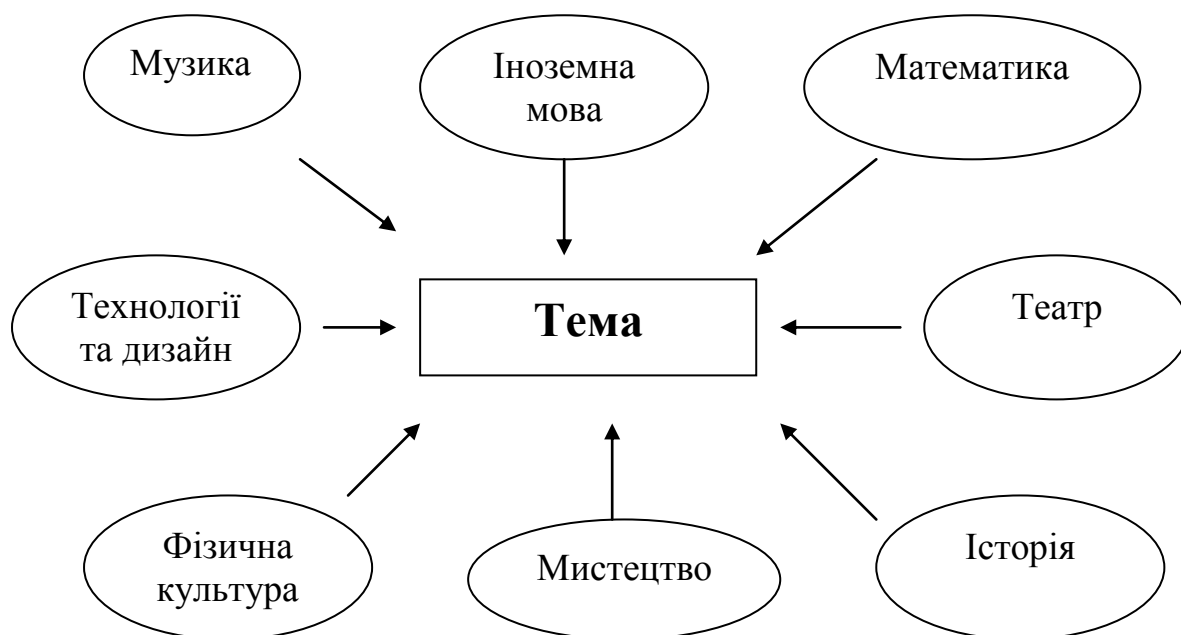 Музика
Іноземна
мова
Математика
Технології
та дизайн
Тема
Театр
Фізична
культура
Мистецтво
Історія